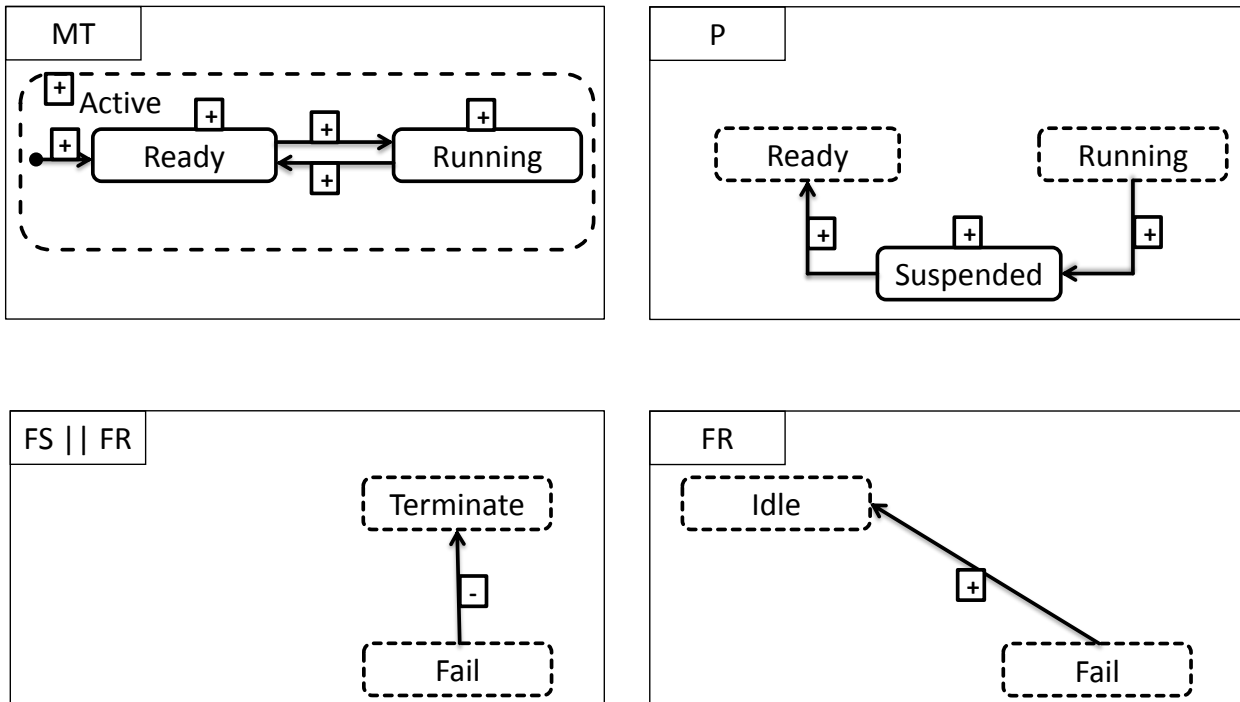 MT
+
Active
+
+
+
+
Ready
Running
+
P
Ready
Running
+
+
+
Suspended
FS || FR
Terminate
-
Fail
FR
Idle
+
Fail